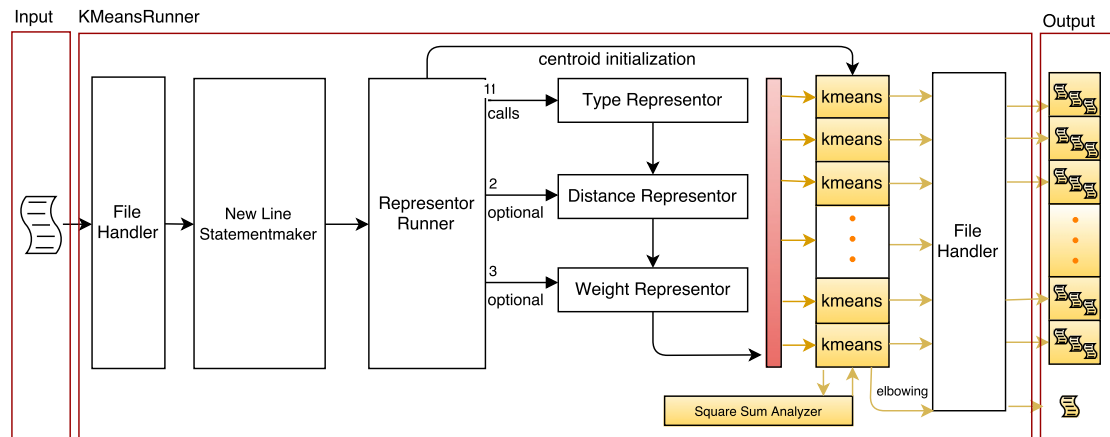 Input
KMeansRunner
Output
centroid initialization
File
Handler
New Line
Statementmaker
Representor
Runner
11
calls
Type Representor
2
optional
Distance Representor
3
optional
Weight Representor
kmeans
kmeans
kmeans
kmeans
kmeans
elbowing
Square Sum Analyzer
File
Handler